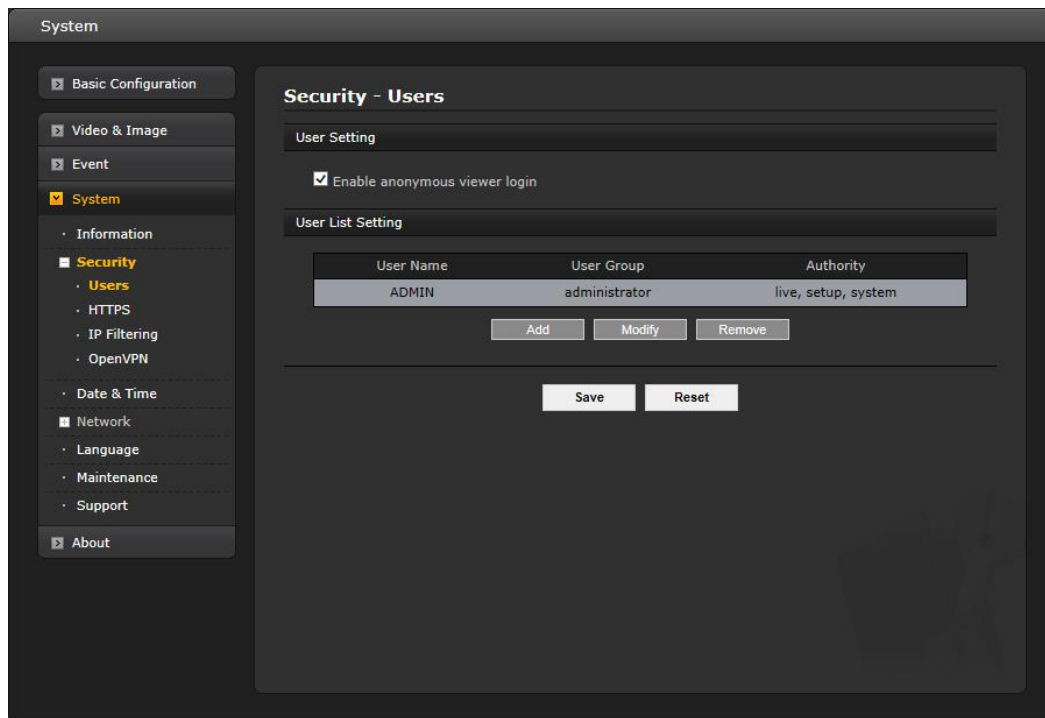 System
Basic Configuration
Video & Image
Event
System
Information
Security
Users
HTTPS
IP Filtering
OpenVPN
Date & Time
Network
Language
Maintenance
Support
About
Security - Users
User Setting
Enable anonymous viewer login
User List Setting
User Name User Group Authority
ADMIN administrator live, setup, system
Add Modify Remove
Save Reset